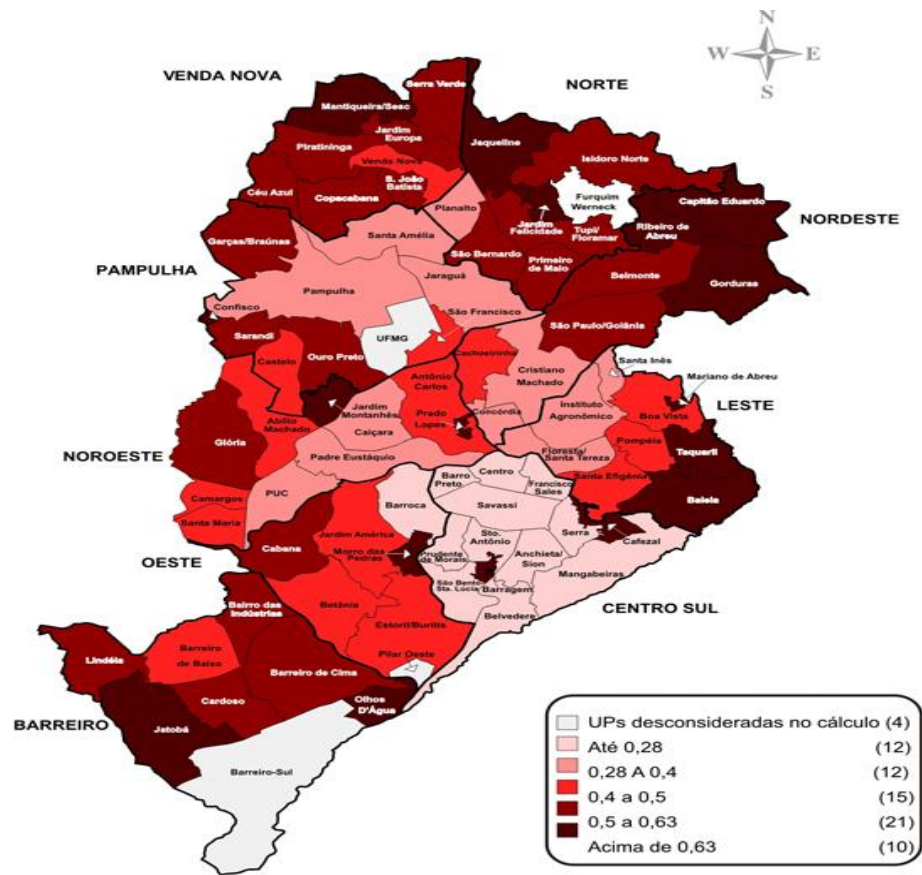 N
W E
S
VENDA NOVA
NORTE
Serra Verde
Mantiqueira/Sesc
Jardim
Europa
Jaqueline
Piratininga
Isidoro Norte
Venda Nova
Céu Azul
S. João
Batista
Copacabana
Furquim
Werneck
Capitão Eduardo
Planalto
Jardim
Felicidade
Tupi/
Floramar
Ribeiro de
Abreu
NORDESTE
Santa Amélia
Garças/Braúnas
São Bernardo
Primeiro
de Maio
Belmonte
Gorduras
PAMPULHA
Jaraguá
Pampulha
Confisco
São Francisco
São Paulo/Goiânia
UFMG
Sarandi
Ouro Preto
Cachoeirinha
Castelo
Santa Inês
Cristiano
Machado
Mariano de Abreu
Antônio
Carlos
LESTE
Jardim
Montanhês
Instituto
Agronômico
Concórdia
Boa Vista
Abílio
Machado
Prado
Lopes
Caiçara
Glória
NOROESTE
Pompéia
Taquaril
Padre Eustáquio
Floresta/
Santa Tereza
Centro
Barro
Preto
Francisco
Sales
Santa Efigênia
PUC
Camargos
Baleia
Barroca
Savassi
Santa Maria
Jardim América
Serra
Sto.
Antônio
Cafezal
Cabana
Morro das
Pedras
Prudente
de Morais
Anchieta/
Sion
OESTE
Mangabeiras
São Bento-
Sta. Lúcia
Barragem
Bairro das
Indústrias
Betânia
CENTRO SUL
Belvedere
Estoril/Buritis
Barreiro
de Baixo
Lindéia
Pilar Oeste
Barreiro de Cima
Cardoso
Olhos
D'Água
BARREIRO
Jatobá
Barreiro-Sul
UPs desconsideradas no cálculo (4)
Até 0,28 (12)
0,28 A 0,4 (12)
0,4 a 0,5 (15)
0,5 a 0,63 (21)
Acima de 0,63 (10)